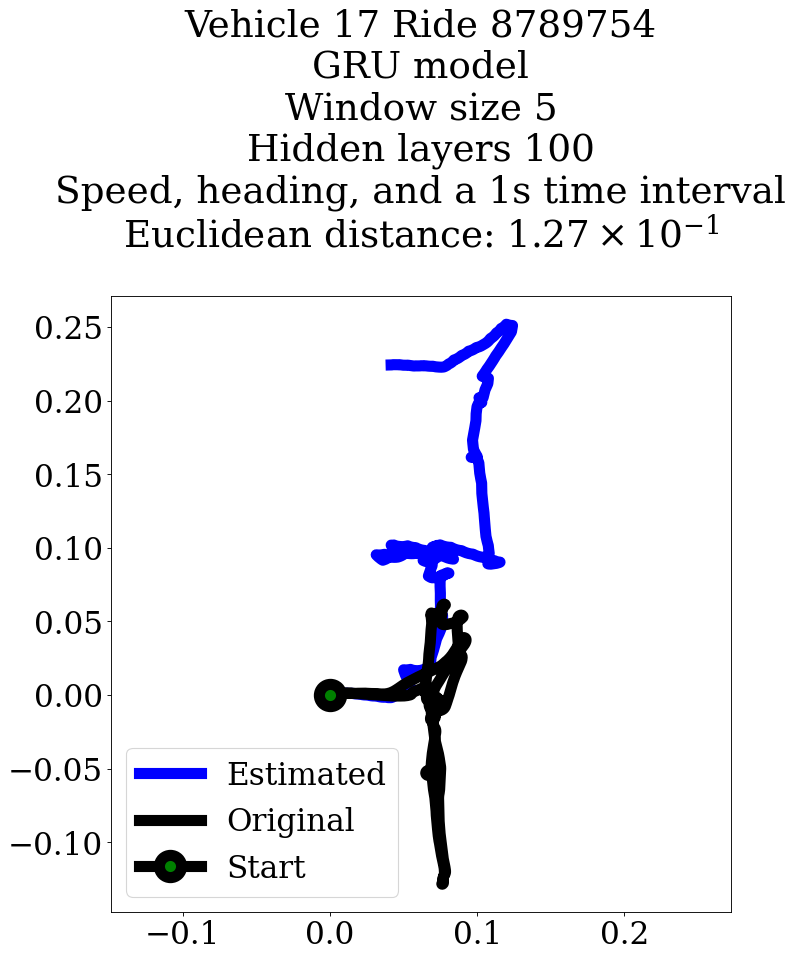 Vehicle 17 Ride 8789754
GRU model
Window size 5
Hidden layers 100
Speed, heading, and a 1s time interval
Euclidean distance: 1.27 × 10⁻¹
0.25
0.20
0.15
0.10
0.05
0.00
−0.05
−0.10
Estimated
Original
Start
−0.1 0.0 0.1 0.2